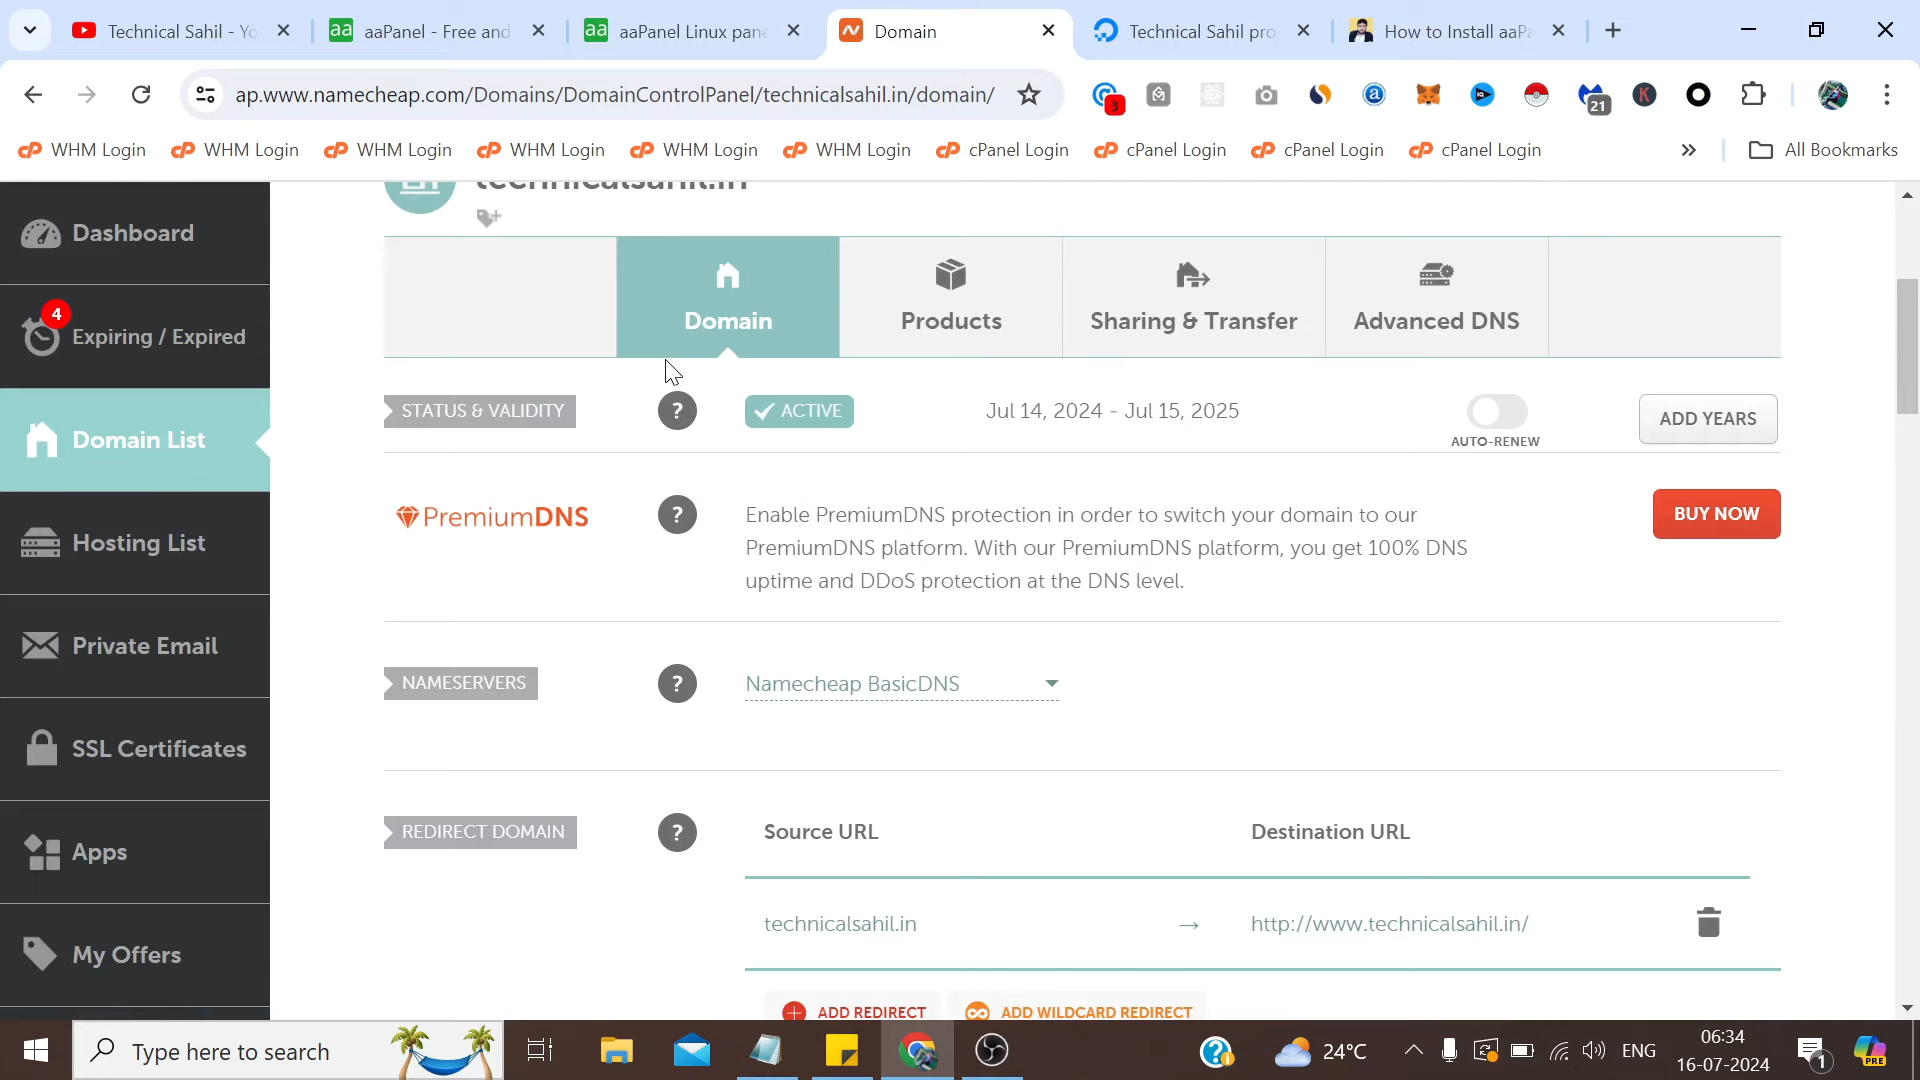 Technical Sahil - Yo
aaPanel - Free and
aaPanel Linux pane
Domain
Technical Sahil pro
How to Install aaPa
ap.www.namecheap.com/Domains/DomainControlPanel/technicalsahil.in/domain/
3
21
WHM Login
WHM Login
WHM Login
WHM Login
WHM Login
WHM Login
cPanel Login
cPanel Login
cPanel Login
cPanel Login
All Bookmarks
technicalsahil.in
Dashboard
4
Expiring / Expired
Domain List
Hosting List
Private Email
SSL Certificates
Apps
My Offers
Domain
Products
Sharing & Transfer
Advanced DNS
STATUS & VALIDITY
?
ACTIVE
Jul 14, 2024 - Jul 15, 2025
AUTO-RENEW
ADD YEARS
PremiumDNS
?
Enable PremiumDNS protection in order to switch your domain to our
PremiumDNS platform. With our PremiumDNS platform, you get 100% DNS
uptime and DDoS protection at the DNS level.
BUY NOW
NAMESERVERS
?
Namecheap BasicDNS
REDIRECT DOMAIN
?
Source URL
Destination URL
technicalsahil.in
→
http://www.technicalsahil.in/
ADD REDIRECT
ADD WILDCARD REDIRECT
Type here to search
24°C
ENG
06:34
16-07-2024
1
PRE